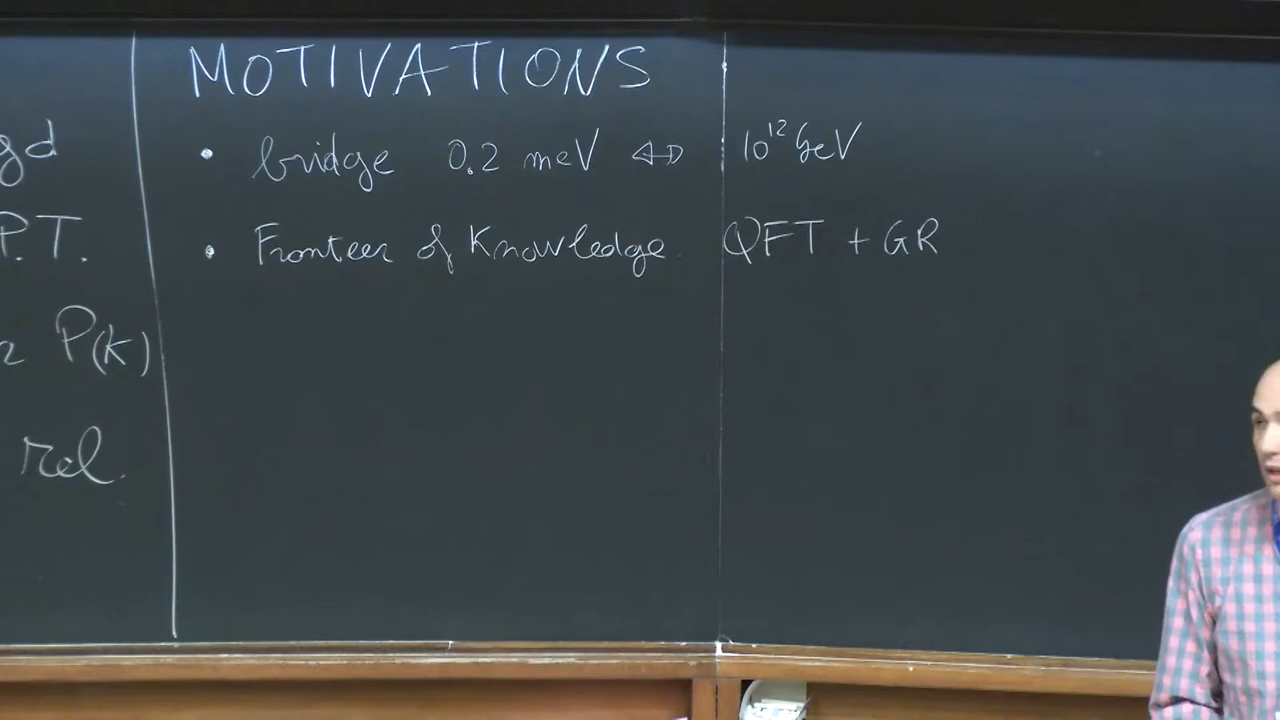 MOTIVATIONS
• bridge 0.2 meV ↔ 10¹² GeV
• Fronteer of Knowledge QFT + GR
gd
P.T.
P(k)
rel.